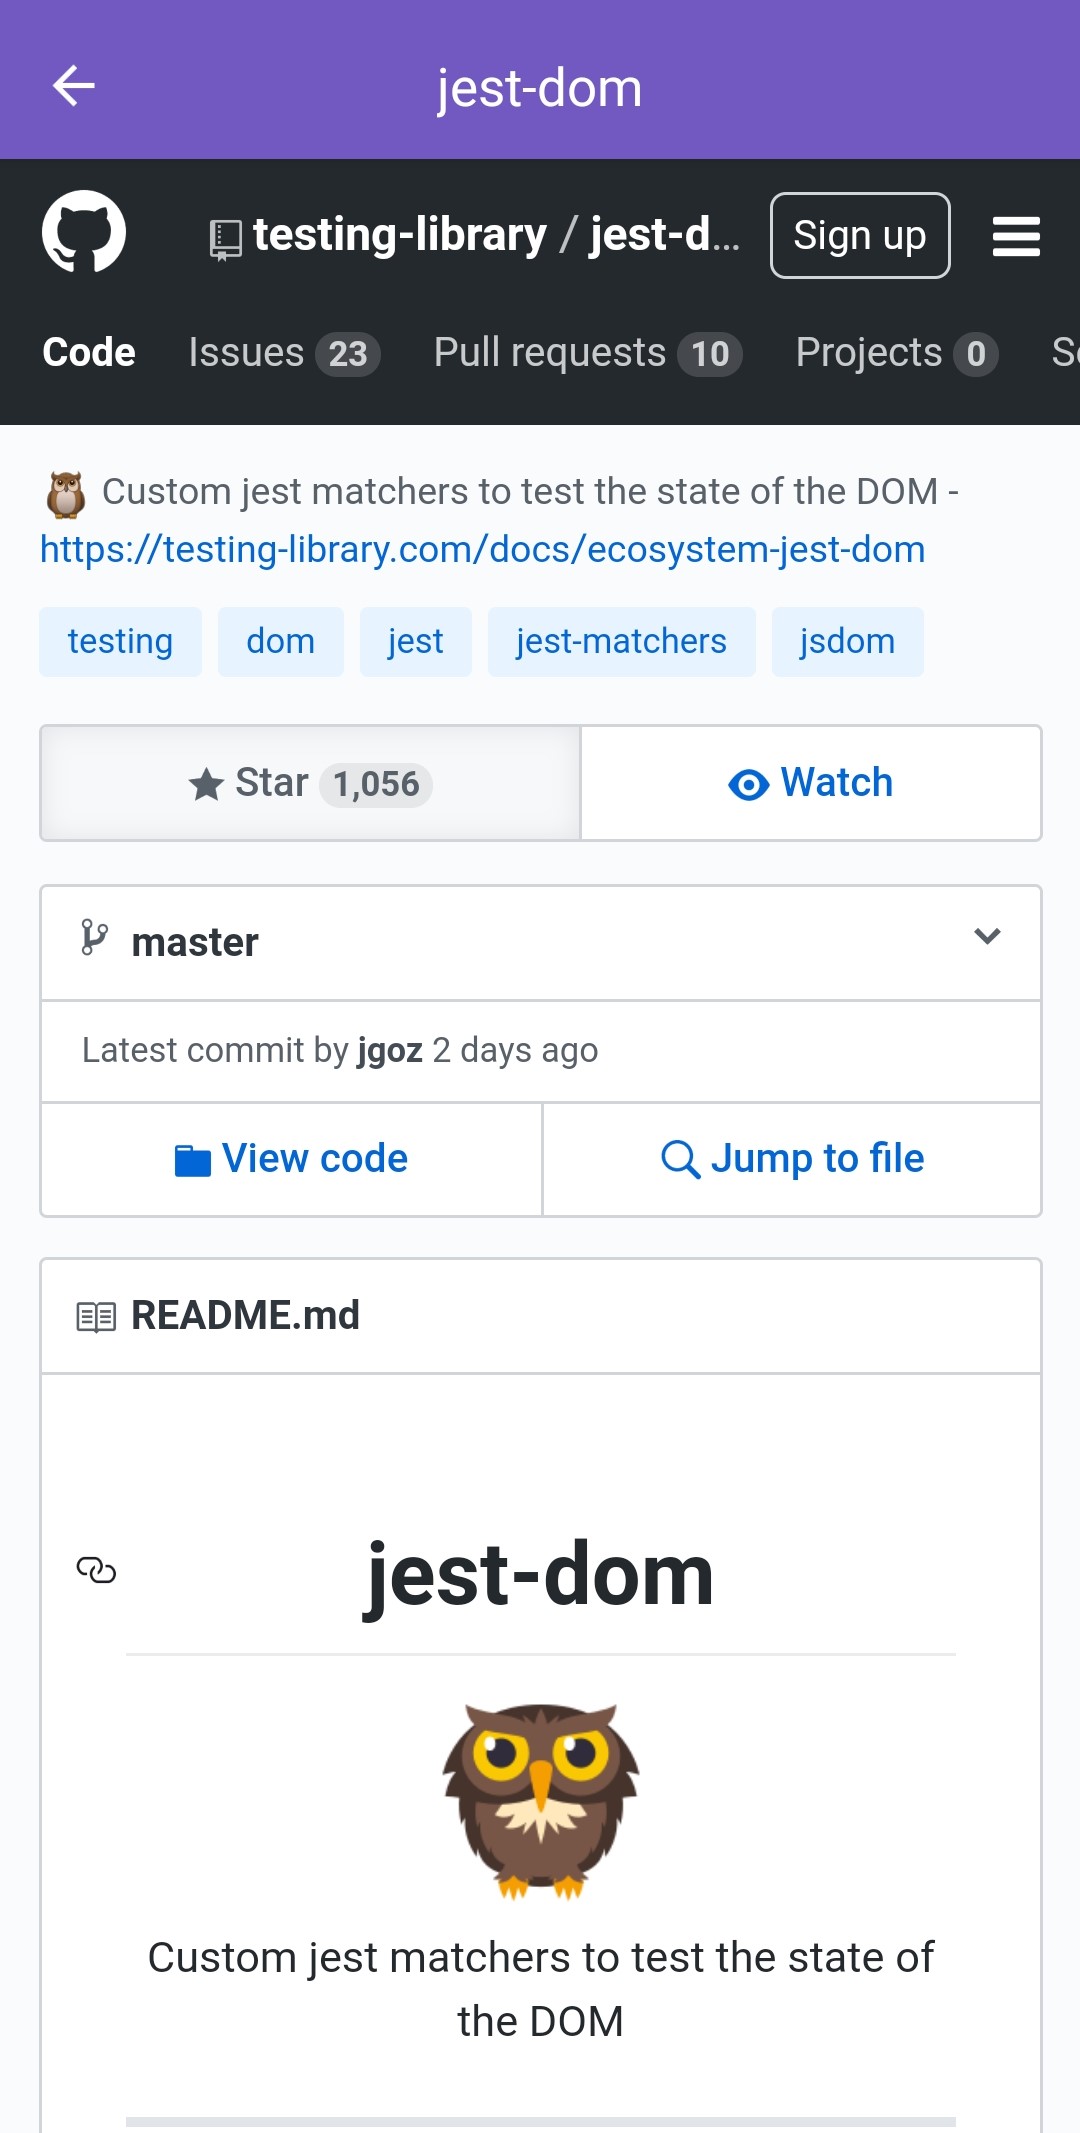 jest-dom
testing-library / jest-d...
Sign up
Code Issues 23 Pull requests 10 Projects 0
Custom jest matchers to test the state of the DOM -
https://testing-library.com/docs/ecosystem-jest-dom
testing dom jest jest-matchers jsdom
Star 1,056
Watch
master
Latest commit by jgoz 2 days ago
View code
Jump to file
README.md
jest-dom
Custom jest matchers to test the state of
the DOM